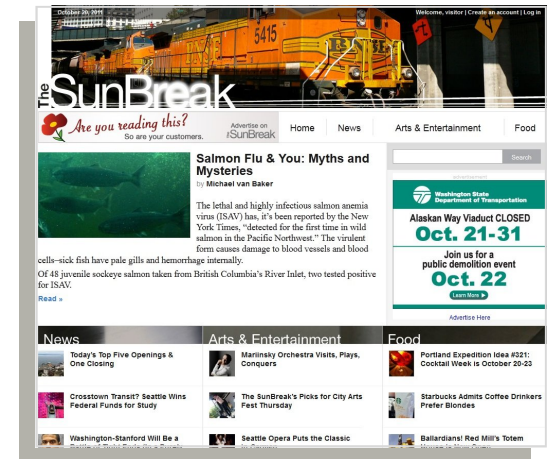 October 20, 2011
Welcome, visitor | Create an account | Log in
5415
The SunBreak
Are you reading this?
So are your customers.
Advertise on
theSunBreak
Home News Arts & Entertainment Food
Search
Salmon Flu & You: Myths and
Mysteries
by Michael van Baker
The lethal and highly infectious salmon anemia
virus (ISAV) has, it's been reported by the New
York Times, "detected for the first time in wild
salmon in the Pacific Northwest." The virulent
form causes damage to blood vessels and blood
cells–sick fish have pale gills and hemorrhage internally.
Of 48 juvenile sockeye salmon taken from British Columbia's River Inlet, two tested positive
for ISAV.
Read »
advertisement
Washington State
Department of Transportation
Alaskan Way Viaduct CLOSED
Oct. 21-31
Join us for a
public demolition event
Oct. 22
Learn More
Advertise Here
News
Today's Top Five Openings &
One Closing
Crosstown Transit? Seattle Wins
Federal Funds for Study
Washington-Stanford Will Be a
Arts & Entertainment
Mariinsky Orchestra Visits, Plays,
Conquers
The SunBreak's Picks for City Arts
Fest Thursday
Seattle Opera Puts the Classic
Food
Portland Expedition Idea #321:
Cocktail Week is October 20-23
Starbucks Admits Coffee Drinkers
Prefer Blondes
Ballardians! Red Mill's Totem